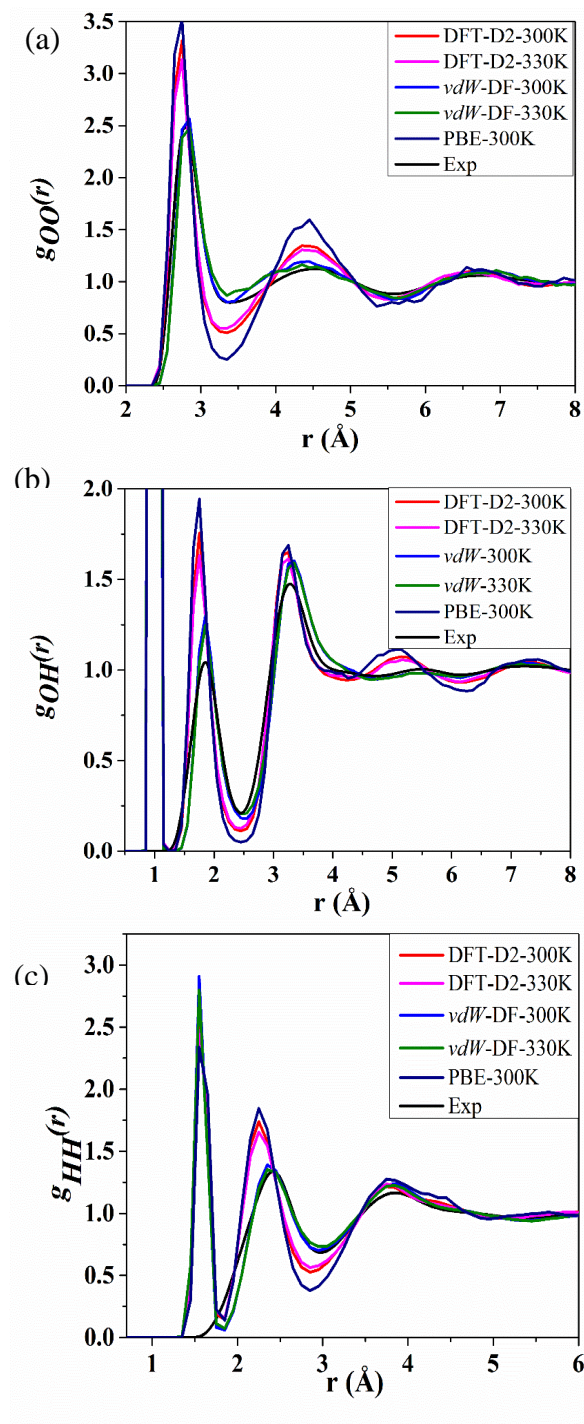 (a)
3.5
3.0
2.5
2.0
1.5
1.0
0.5
0.0
gOO(r)
DFT-D2-300K
DFT-D2-330K
vdW-DF-300K
vdW-DF-330K
PBE-300K
Exp
2 3 4 5 6 7 8
r (Å)
(b)
2.0
1.5
1.0
0.5
0.0
gOH(r)
DFT-D2-300K
DFT-D2-330K
vdW-300K
vdW-330K
PBE-300K
Exp
1 2 3 4 5 6 7 8
r (Å)
(c)
3.0
2.5
2.0
1.5
1.0
0.5
0.0
gHH(r)
DFT-D2-300K
DFT-D2-330K
vdW-DF-300K
vdW-DF-330K
PBE-300K
Exp
1 2 3 4 5 6
r (Å)